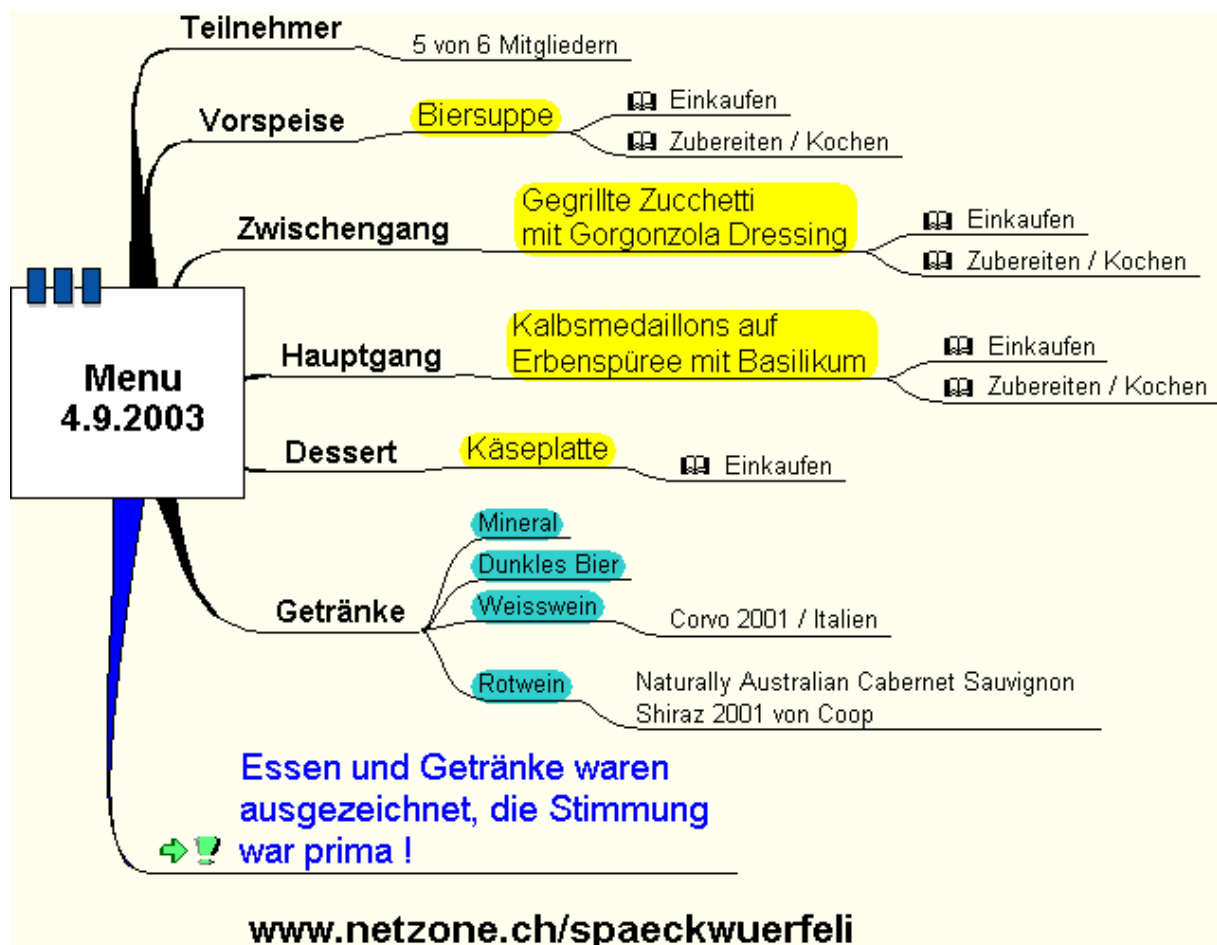 Teilnehmer
5 von 6 Mitgliedern
Vorspeise
Biersuppe
Einkaufen
Zubereiten / Kochen
Zwischengang
Gegrillte Zucchetti
mit Gorgonzola Dressing
Einkaufen
Zubereiten / Kochen
Menu
4.9.2003
Hauptgang
Kalbsmedaillons auf
Erbenspüree mit Basilikum
Einkaufen
Zubereiten / Kochen
Dessert
Käseplatte
Einkaufen
Getränke
Mineral
Dunkles Bier
Weisswein
Corvo 2001 / Italien
Rotwein
Naturally Australian Cabernet Sauvignon
Shiraz 2001 von Coop
Essen und Getränke waren
ausgezeichnet, die Stimmung
war prima !
www.netzone.ch/spaeckwuerfeli